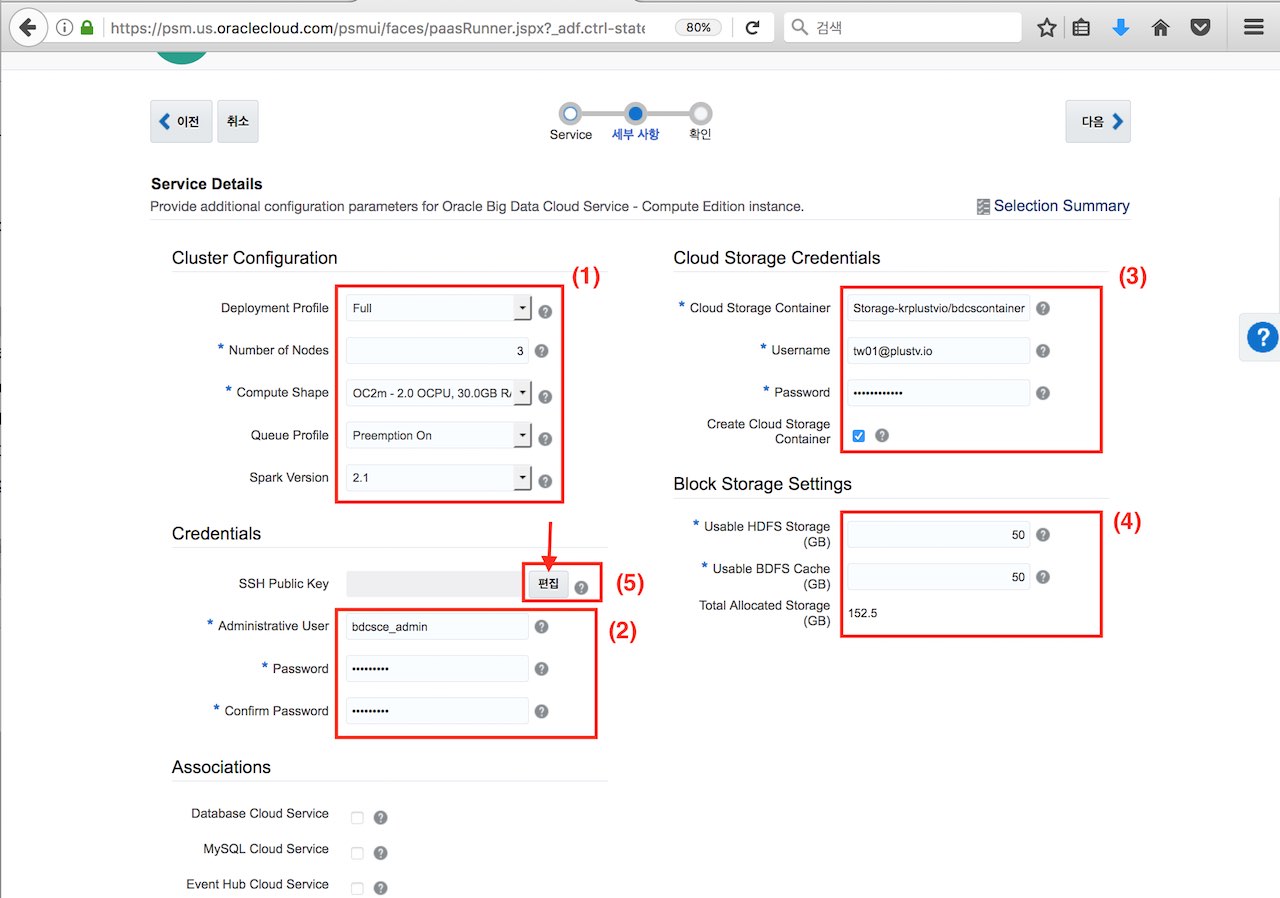 https://psm.us.oraclecloud.com/psmui/faces/paasRunner.jspx?_adf.ctrl-state
80%
검색
이전
취소
Service
세부 사항
확인
다음
Service Details
Provide additional configuration parameters for Oracle Big Data Cloud Service - Compute Edition instance.
Selection Summary
Cluster Configuration
(1)
Deployment Profile
Full
* Number of Nodes
3
* Compute Shape
OC2m - 2.0 OCPU, 30.0GB RA
Queue Profile
Preemption On
Spark Version
2.1
Credentials
SSH Public Key
편집
(5)
* Administrative User
bdcsce_admin
(2)
* Password
•••••••••
* Confirm Password
•••••••••
Associations
Database Cloud Service
MySQL Cloud Service
Event Hub Cloud Service
Cloud Storage Credentials
(3)
* Cloud Storage Container
Storage-krplustvio/bdcscontainer
* Username
tw01@plustv.io
* Password
••••••••••••
Create Cloud Storage
Container
Block Storage Settings
(4)
* Usable HDFS Storage
(GB)
50
* Usable BDFS Cache
(GB)
50
Total Allocated Storage
(GB)
152.5